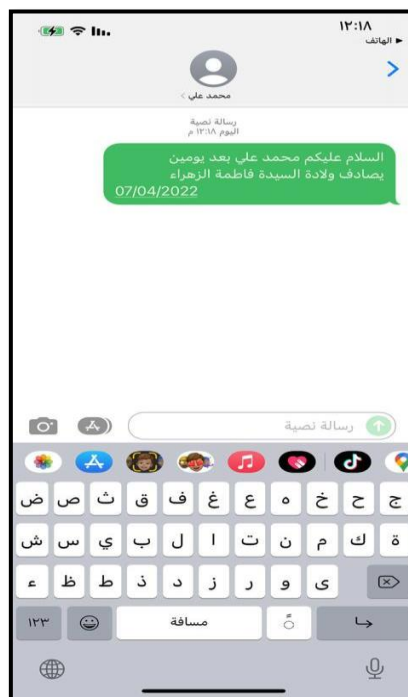 ١٢:١٨
◄ الهاتف
محمد علي
رسالة نصية
اليوم ١٢:١٨ م
السلام عليكم محمد علي بعد يومين
يصادف ولادة السيدة فاطمة الزهراء
07/04/2022
رسالة نصية
ض ص ث ق ف غ ع ه خ ح ج
ش س ي ب ل ا ت ن م ك ة
ء ظ ط ذ د ز ر و ى
١٢٣
مسافة